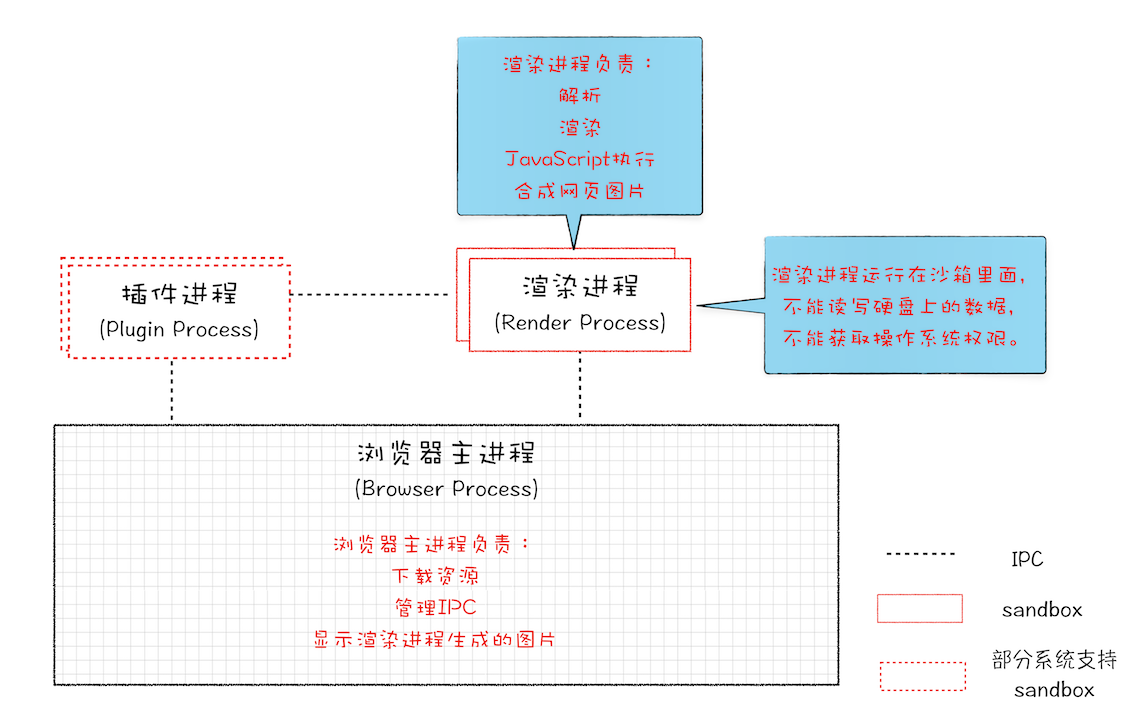 渲染进程负责：
解析
渲染
JavaScript执行
合成网页图片
插件进程
(Plugin Process)
渲染进程
(Render Process)
渲染进程运行在沙箱里面，
不能读写硬盘上的数据，
不能获取操作系统权限。
浏览器主进程
(Browser Process)
浏览器主进程负责：
下载资源
管理IPC
显示渲染进程生成的图片
IPC
sandbox
部分系统支持
sandbox